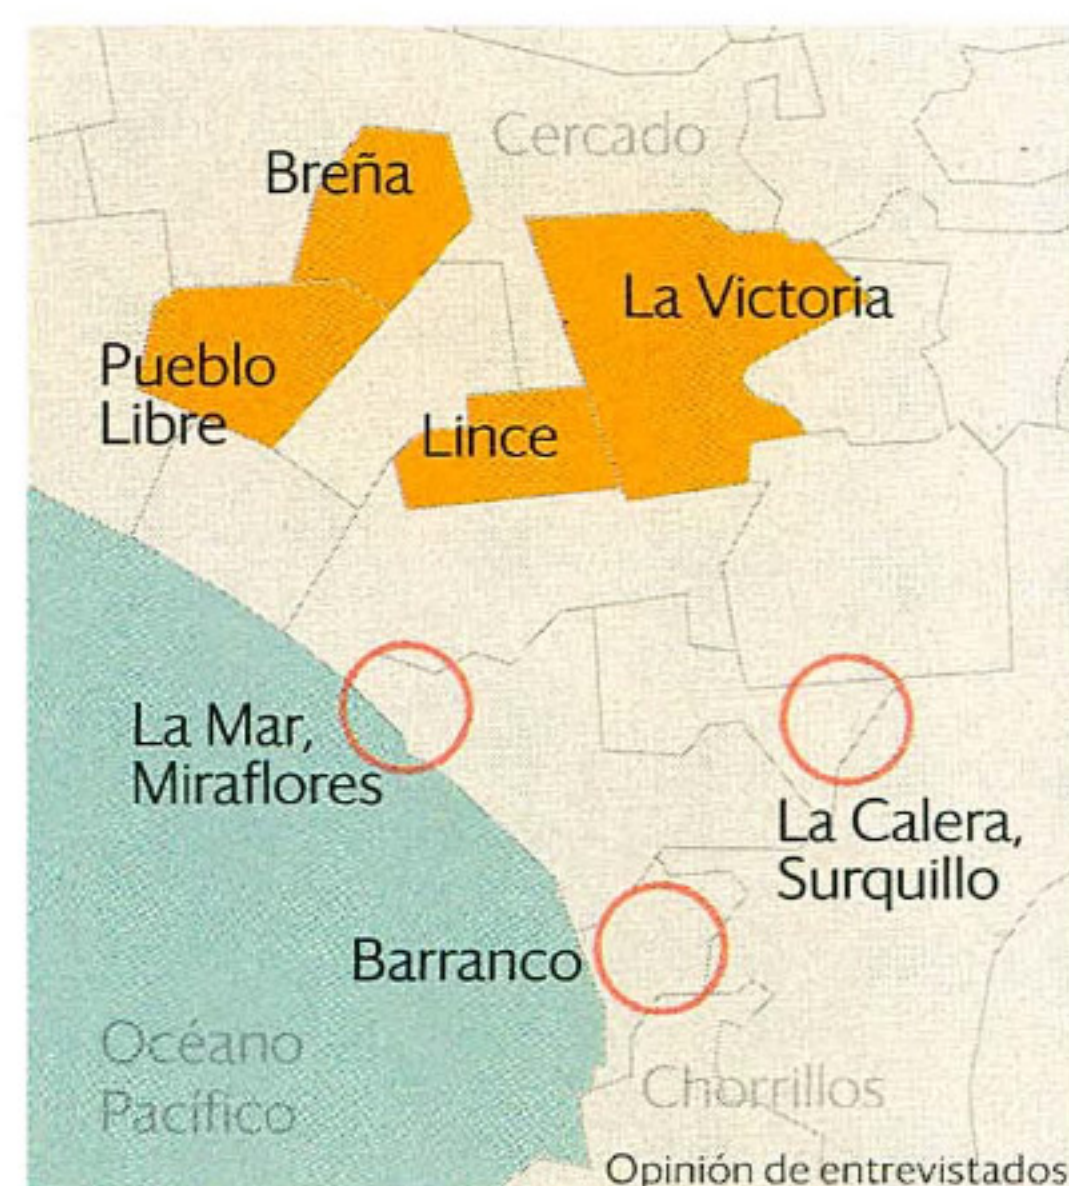 Cercado
Breña
La Victoria
Pueblo
Libre
Lince
La Mar,
Miraflores
La Calera,
Surquillo
Barranco
Océano
Pacífico
Chorrillos
Opinión de entrevistados